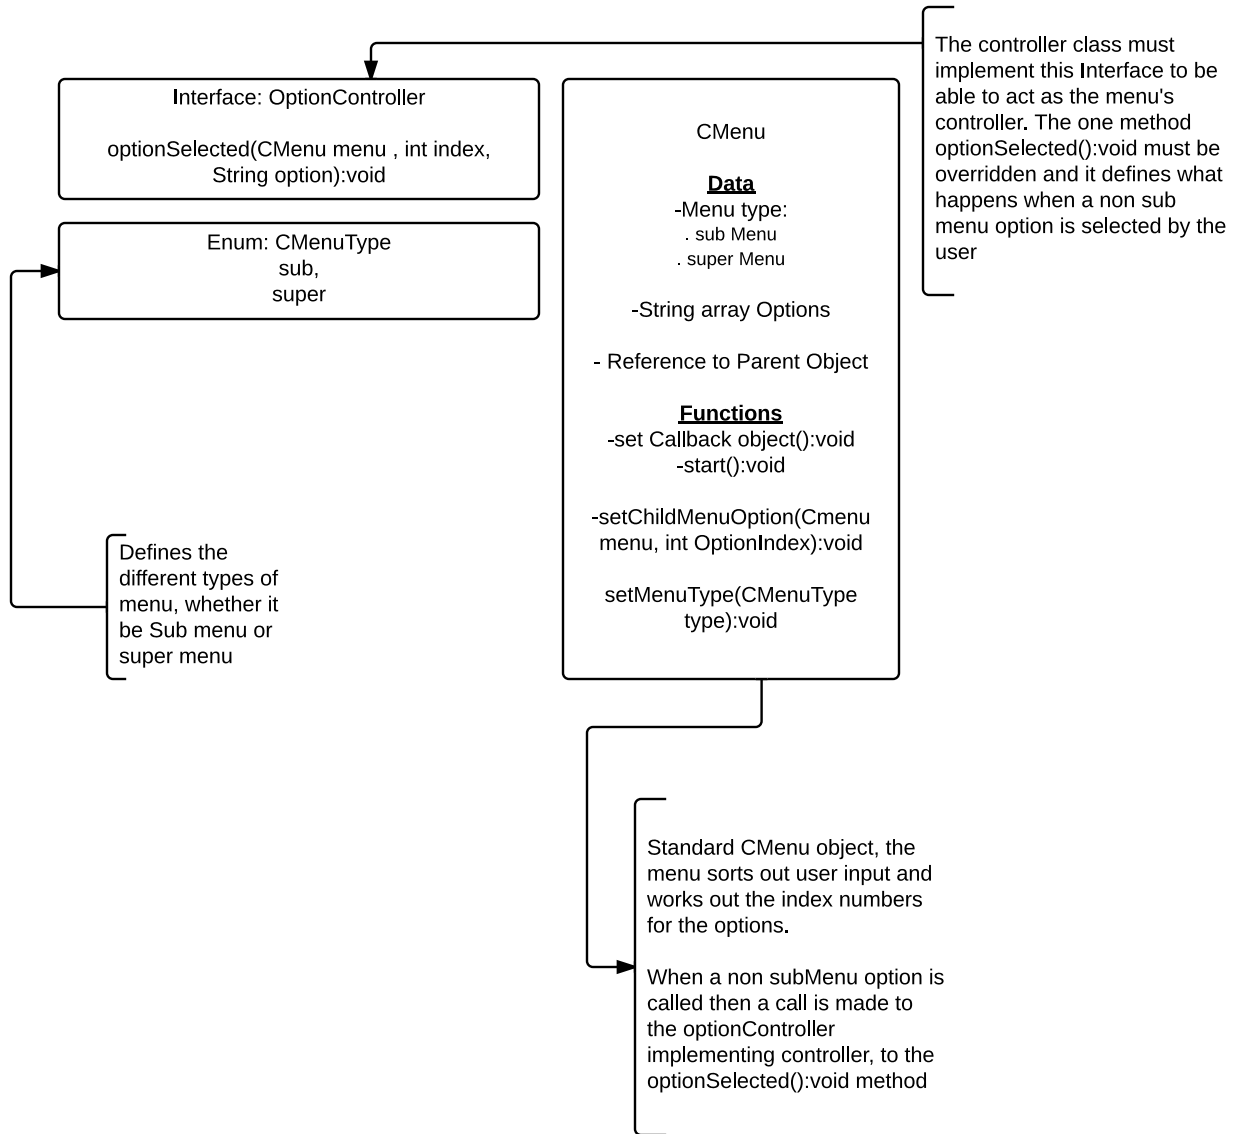 Interface: OptionController
optionSelected(CMenu menu , int index,
String option):void
Enum: CMenuType
sub,
super
CMenu
Data
-Menu type:
. sub Menu
. super Menu
-String array Options
- Reference to Parent Object
Functions
-set Callback object():void
-start():void
-setChildMenuOption(Cmenu
menu, int OptionIndex):void
setMenuType(CMenuType
type):void
The controller class must
implement this Interface to be
able to act as the menu's
controller. The one method
optionSelected():void must be
overridden and it defines what
happens when a non sub
menu option is selected by the
user
Defines the
different types of
menu, whether it
be Sub menu or
super menu
Standard CMenu object, the
menu sorts out user input and
works out the index numbers
for the options.
When a non subMenu option is
called then a call is made to
the optionController
implementing controller, to the
optionSelected():void method